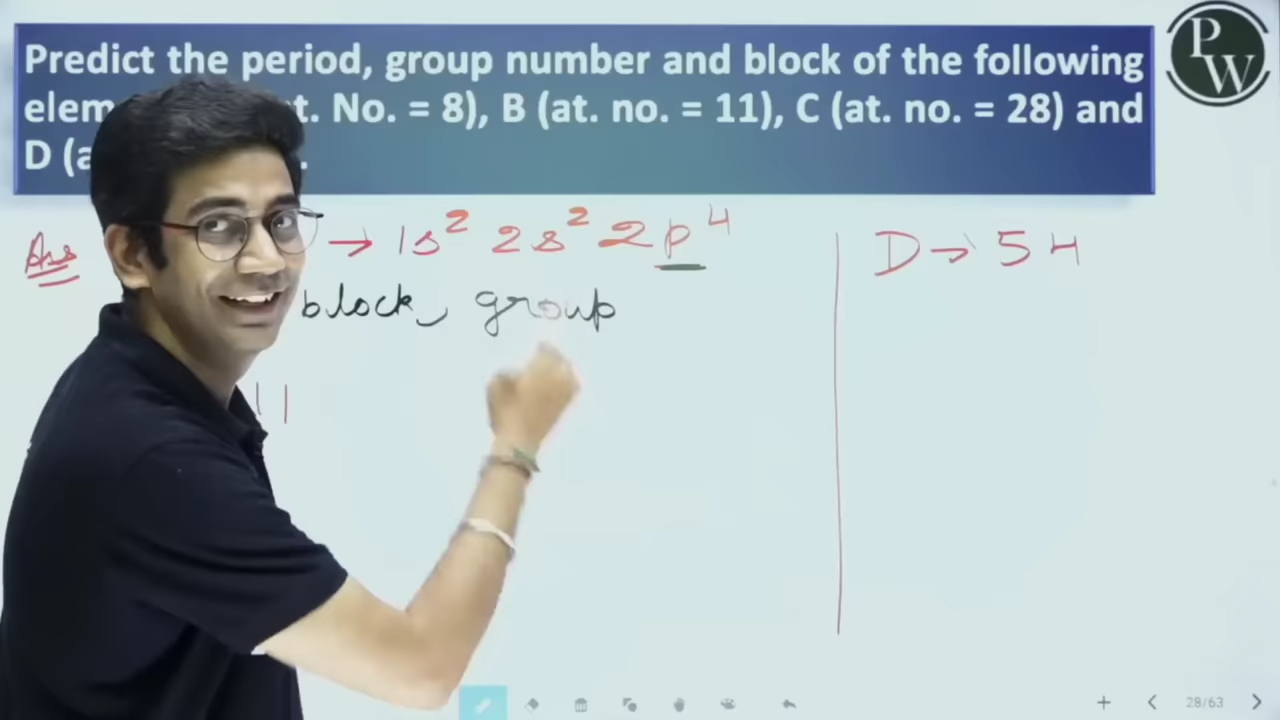 Predict the period, group number and block of the following
elem t. No. = 8), B (at. no. = 11), C (at. no. = 28) and
D (a .
PW
Ans → 1s² 2s² 2p⁴
D → 54
block, group
11
28/63